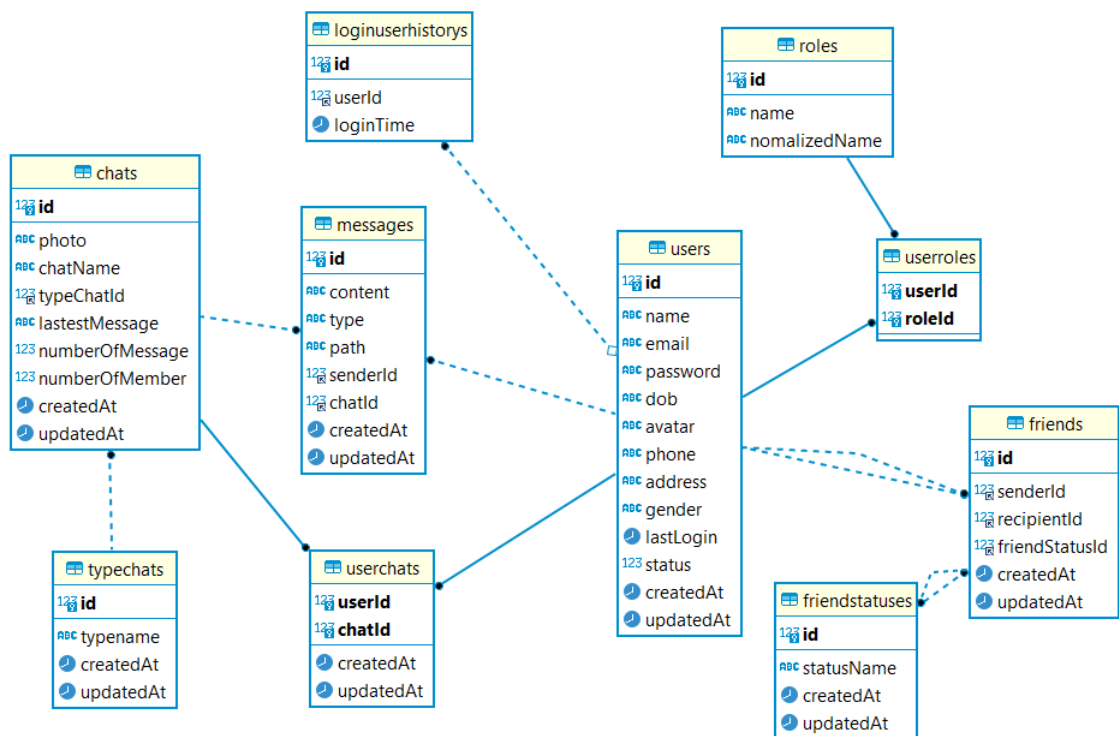 loginuserhistorys
id
userId
loginTime
roles
id
name
nomalizedName
chats
id
photo
chatName
typeChatId
lastestMessage
numberOfMessage
numberOfMember
createdAt
updatedAt
messages
id
content
type
path
senderId
chatId
createdAt
updatedAt
users
id
name
email
password
dob
avatar
phone
address
gender
lastLogin
status
createdAt
updatedAt
userroles
userId
roleId
friends
id
senderId
recipientId
friendStatusId
createdAt
updatedAt
typechats
id
typename
createdAt
updatedAt
userchats
userId
chatId
createdAt
updatedAt
friendstatuses
id
statusName
createdAt
updatedAt